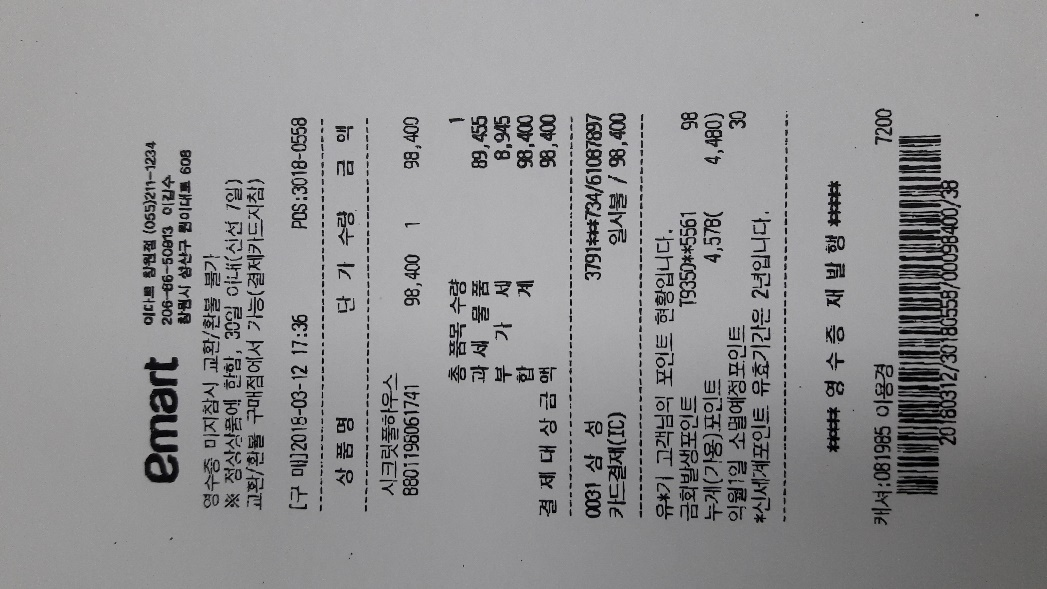 emart
이마트 창원점 (055)211-1234
206-86-50913 이갑수
창원시 성산구 원이대로 608
영수증 미지참시 교환/환불 불가
※ 정상상품에 한함, 30일 이내(신선 7일)
교환/환불 구매점에서 가능(결제카드지참)
[구 매]2018-03-12 17:36 POS:3018-0558
상 품 명 단 가 수량 금 액
시크릿풀하우스
8801198061741 98,400 1 98,400
총 품목 수량 1
과 세 물 품 89,455
부 가 세 8,945
합 계 98,400
결 제 대 상 금 액 98,400
0031 삼 성 3791***734/61087897
카드결제(IC) 일시불 / 98,400
유*기 고객님의 포인트 현황입니다.
금회발생포인트 T9350**5561 98
누계(가용)포인트 4,578( 4,480)
익월1일 소멸예정포인트 30
*신세계포인트 유효기간은 2년입니다.
***** 영 수 증 재 발 행 *****
캐셔:081985 이용경 7200
20180312/30180558/00098400/38